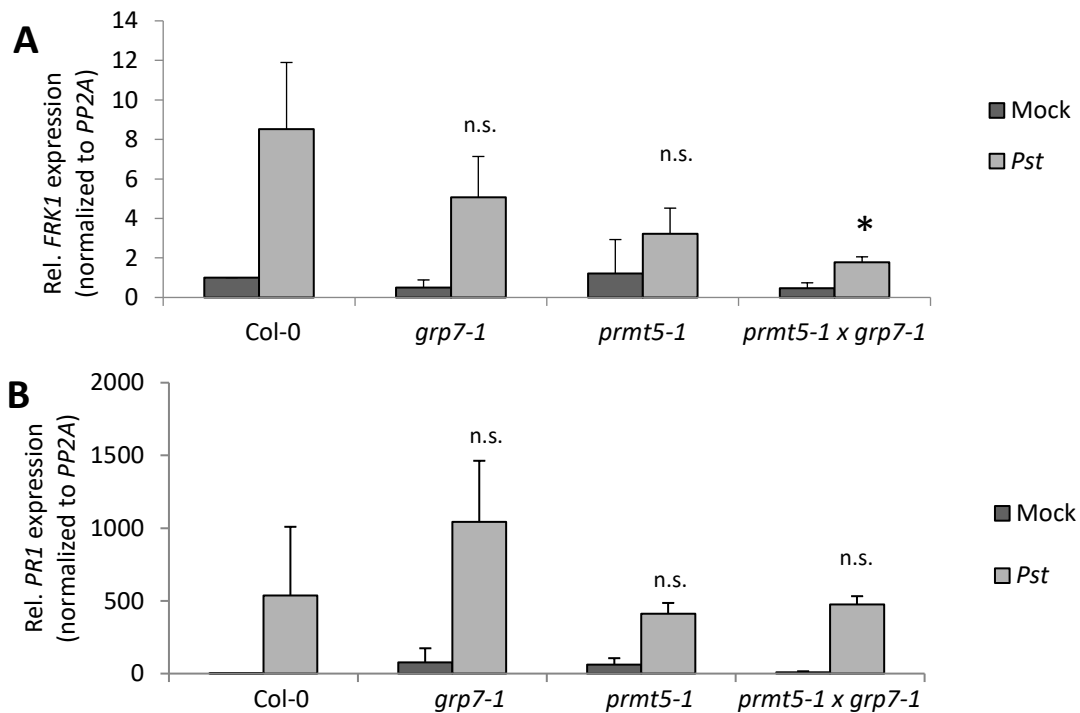 A
Rel. FRK1 expression
(normalized to PP2A)
14
12
10
8
6
4
2
0
n.s.
n.s.
*
Mock
Pst
Col-0
grp7-1
prmt5-1
prmt5-1 x grp7-1
B
Rel. PR1 expression
(normalized to PP2A)
2000
1500
1000
500
0
n.s.
n.s.
n.s.
Mock
Pst
Col-0
grp7-1
prmt5-1
prmt5-1 x grp7-1